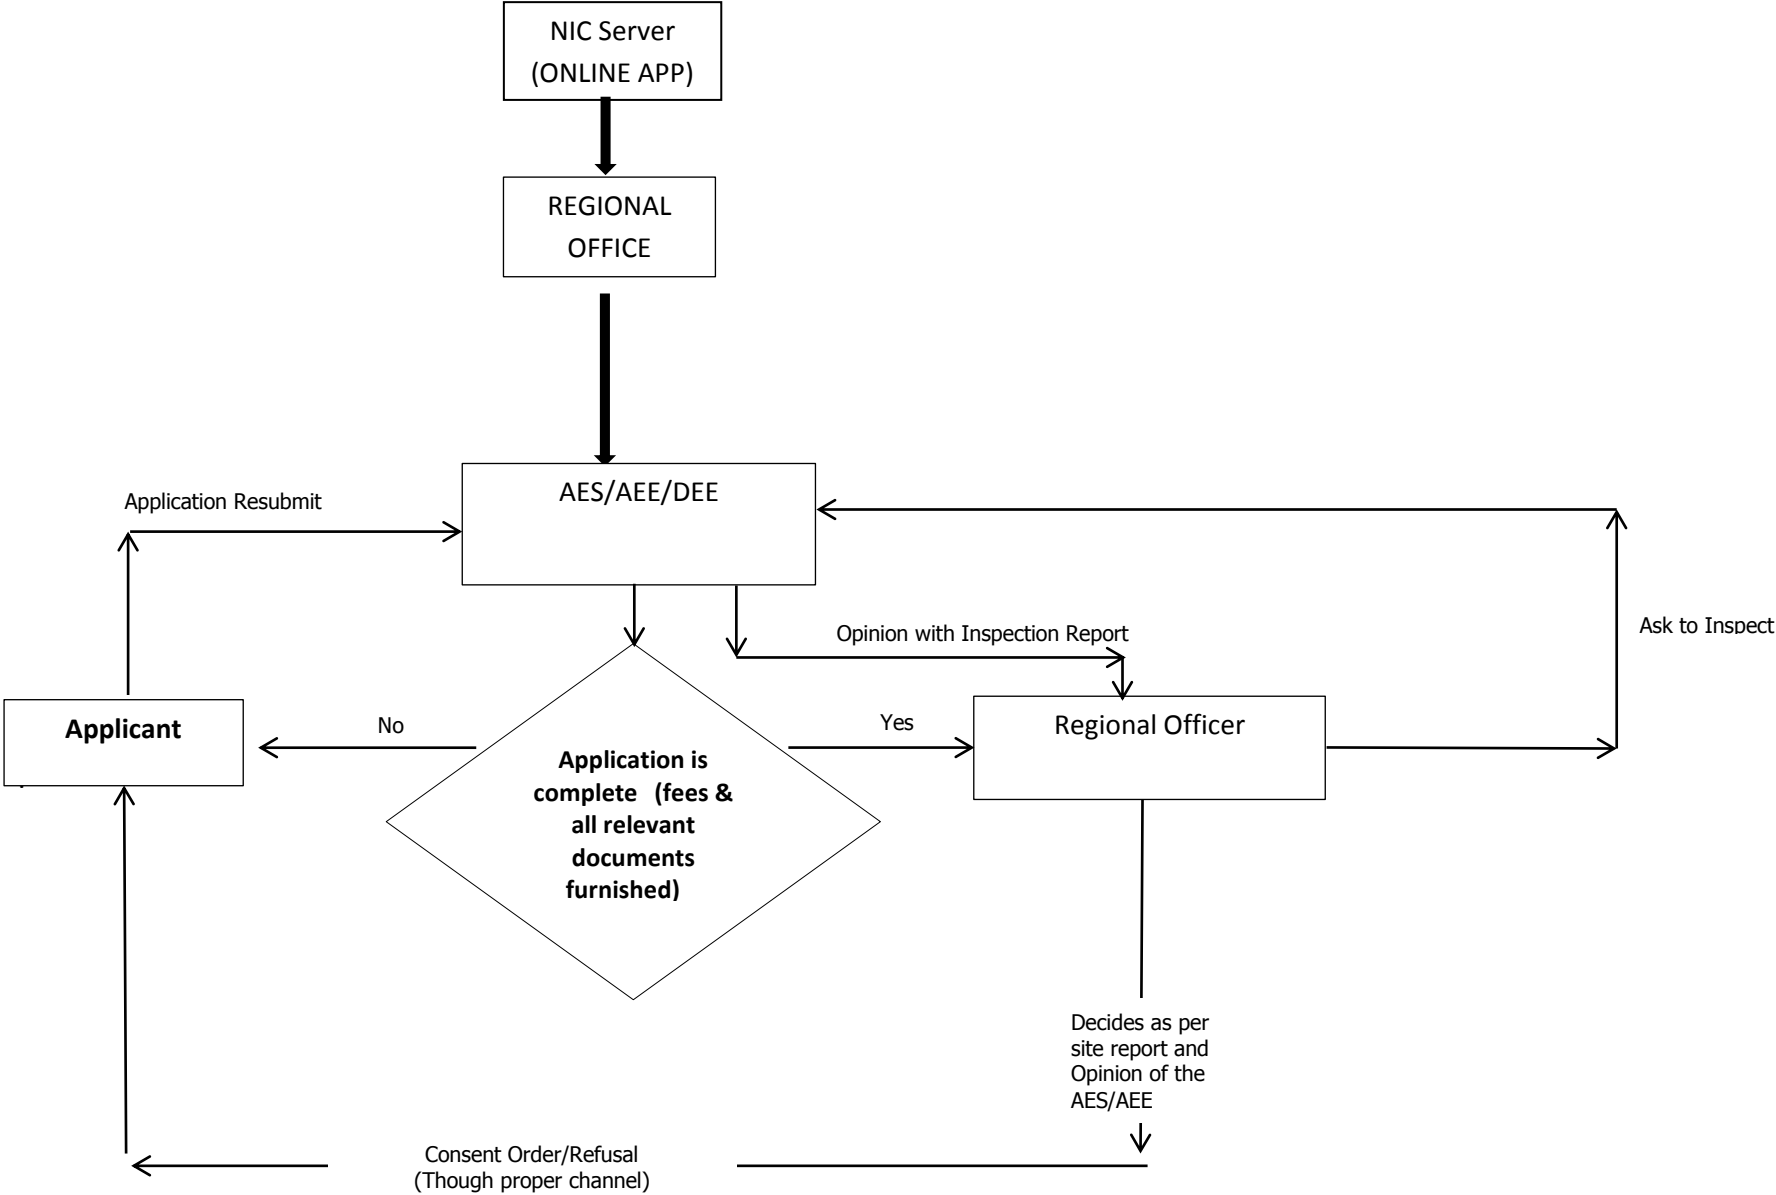 NIC Server
(ONLINE APP)
REGIONAL
OFFICE
AES/AEE/DEE
Application Resubmit
Opinion with Inspection Report
Ask to Inspect
Applicant
No
Yes
Regional Officer
Application is
complete (fees &
all relevant
documents
furnished)
Decides as per
site report and
Opinion of the
AES/AEE
Consent Order/Refusal
(Though proper channel)